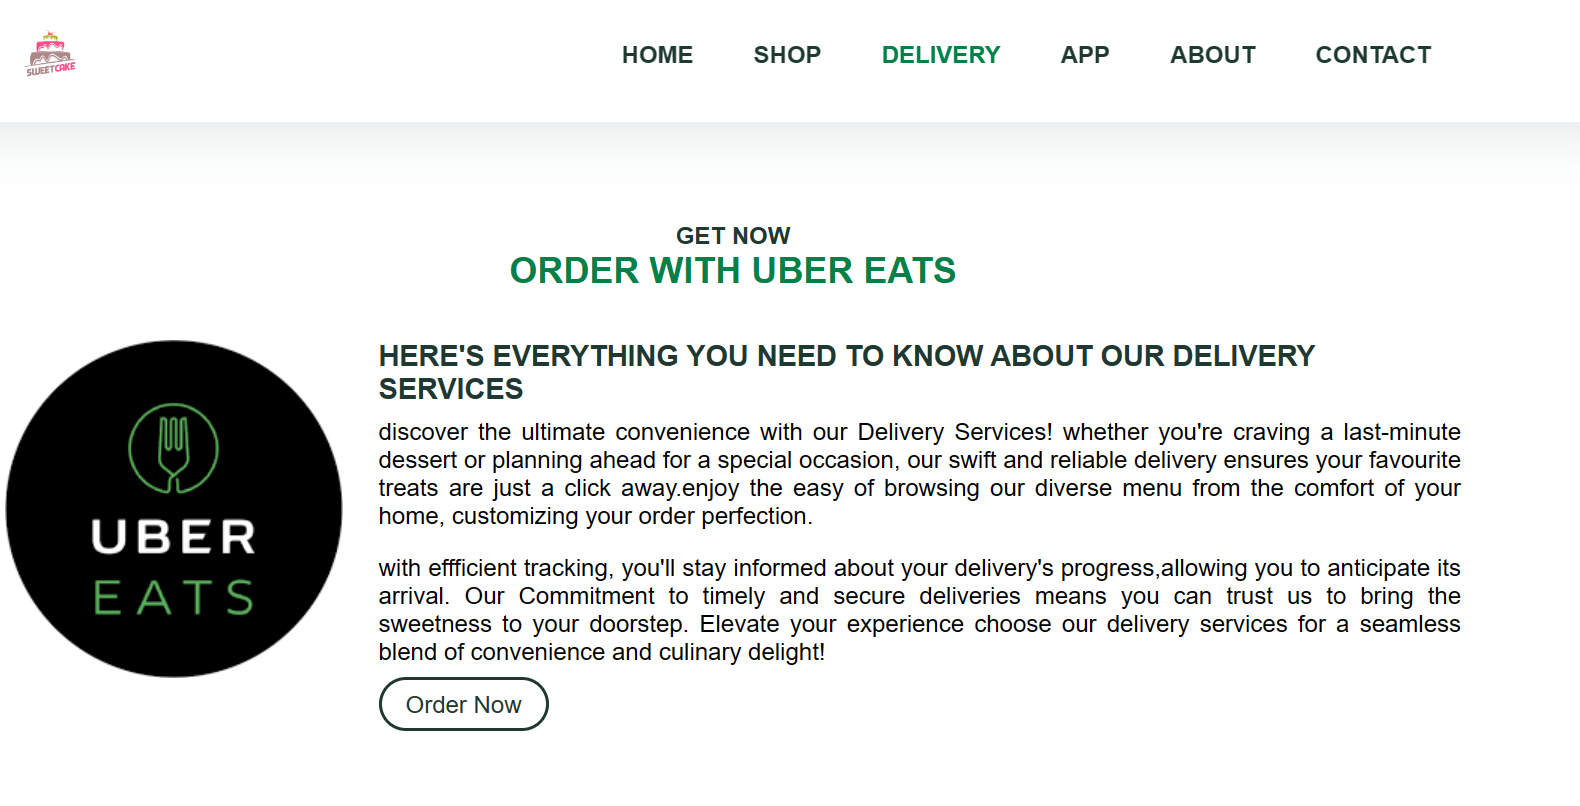 SWEETCAKE
HOME SHOP DELIVERY APP ABOUT CONTACT
GET NOW
ORDER WITH UBER EATS
UBER
EATS
HERE'S EVERYTHING YOU NEED TO KNOW ABOUT OUR DELIVERY
SERVICES
discover the ultimate convenience with our Delivery Services! whether you're craving a last-minute
dessert or planning ahead for a special occasion, our swift and reliable delivery ensures your favourite
treats are just a click away.enjoy the easy of browsing our diverse menu from the comfort of your
home, customizing your order perfection.
with effficient tracking, you'll stay informed about your delivery's progress,allowing you to anticipate its
arrival. Our Commitment to timely and secure deliveries means you can trust us to bring the
sweetness to your doorstep. Elevate your experience choose our delivery services for a seamless
blend of convenience and culinary delight!
Order Now